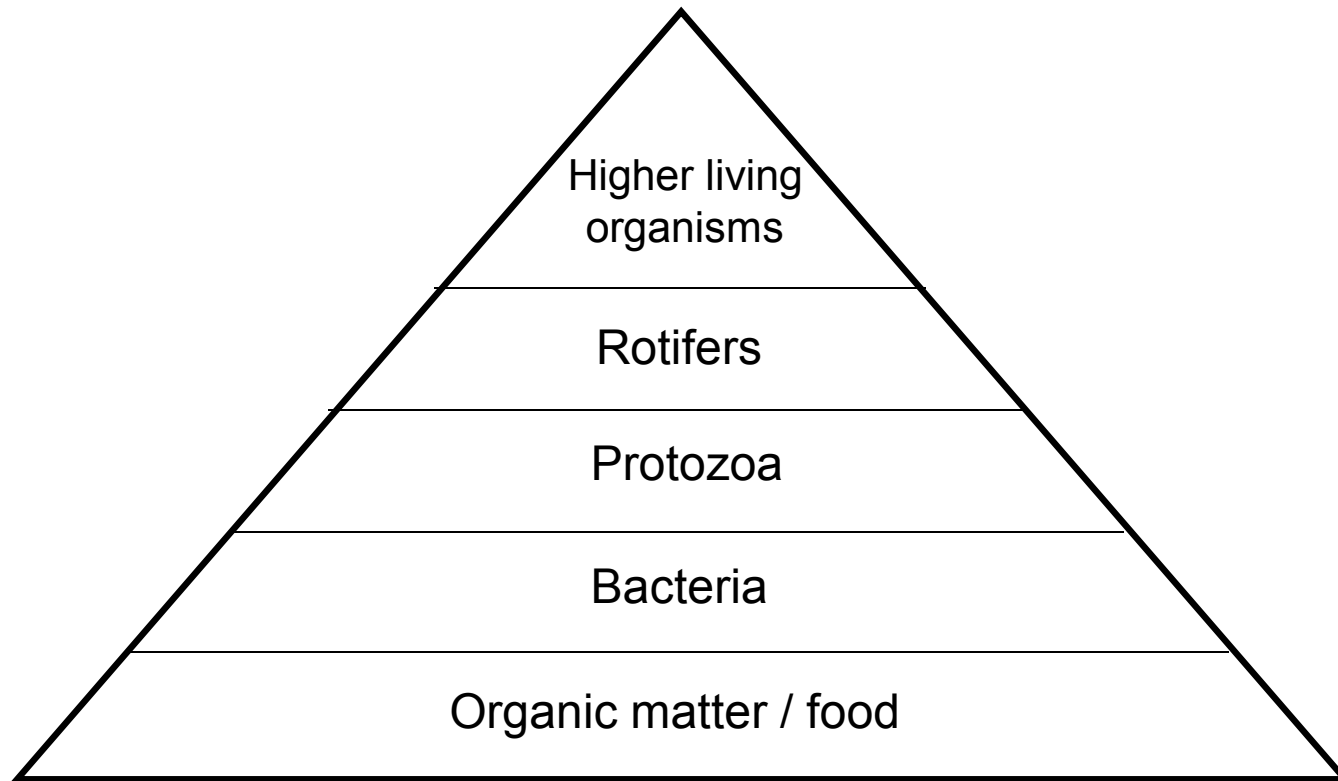 Higher living
organisms
Rotifers
Protozoa
Bacteria
Organic matter / food